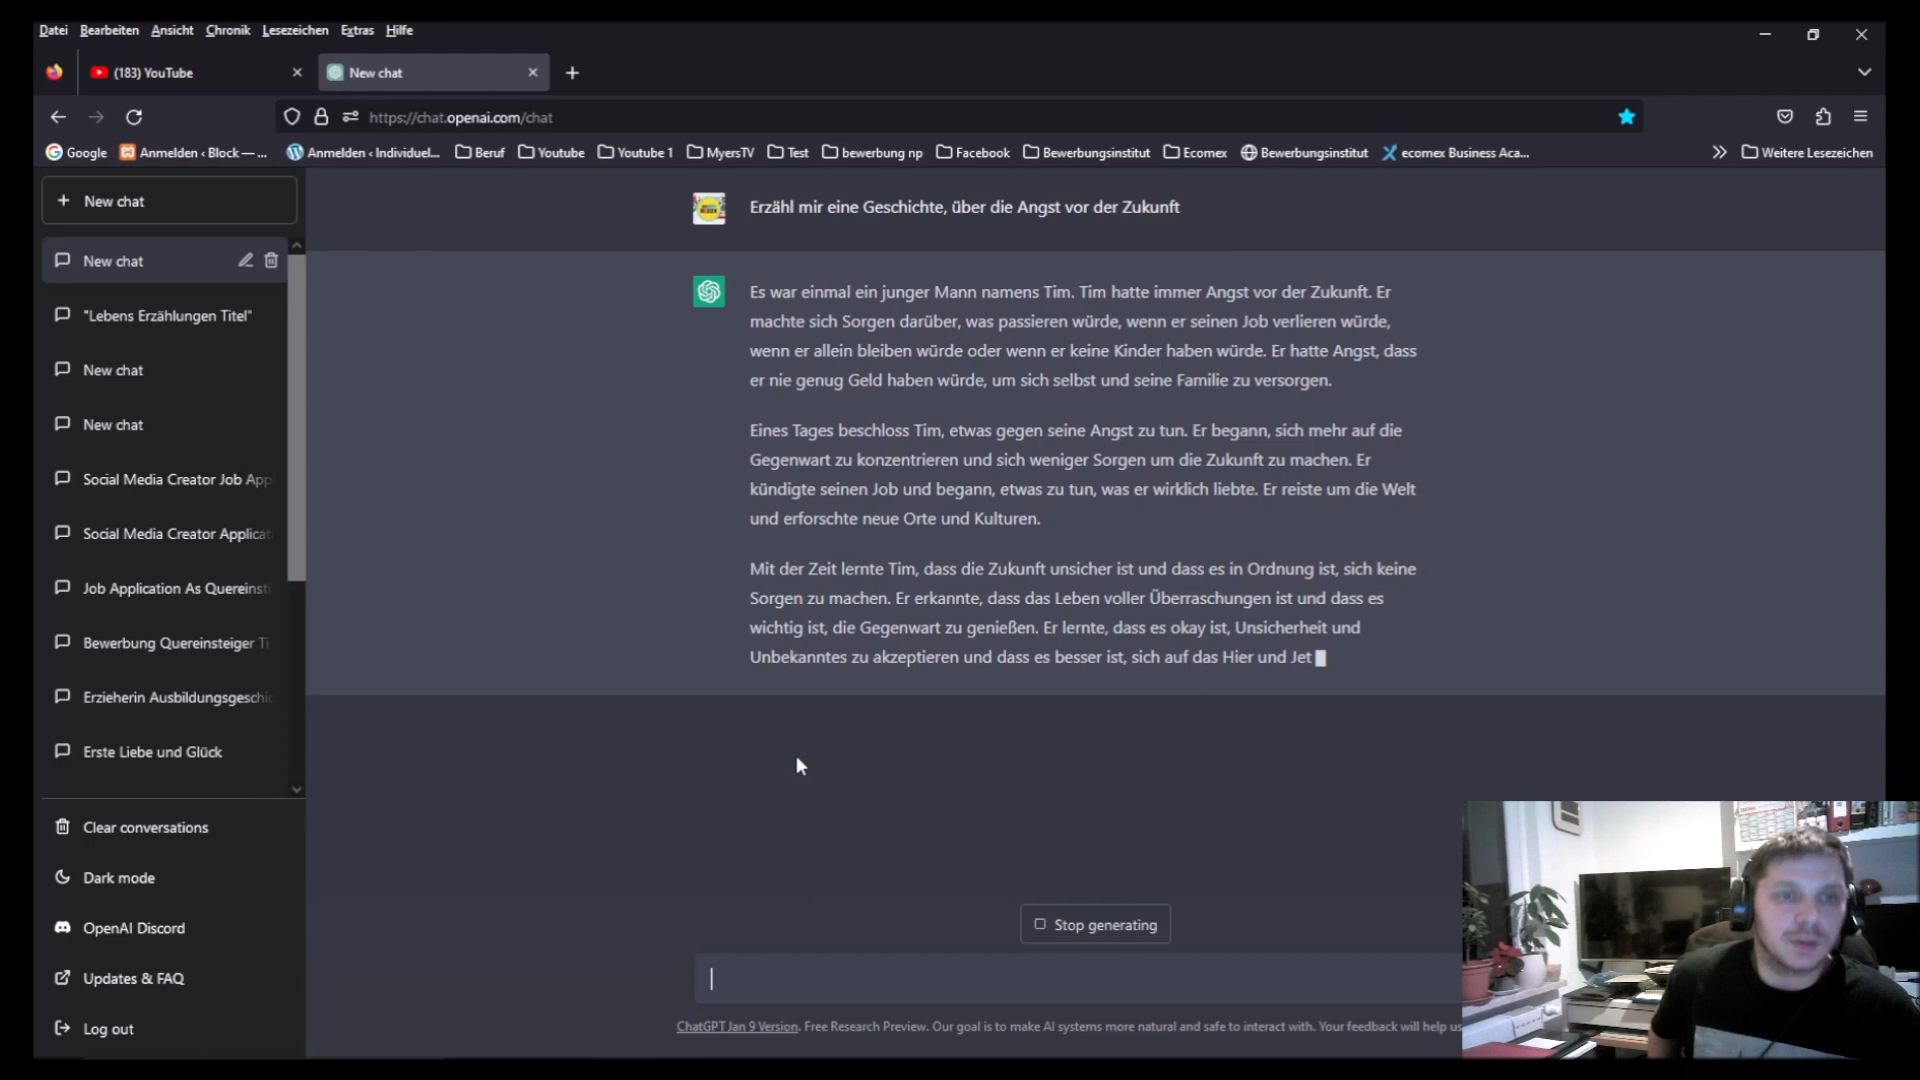 Datei Bearbeiten Ansicht Chronik Lesezeichen Extras Hilfe
(183) YouTube
New chat
https://chat.openai.com/chat
Google Anmelden ‹ Block — ... Anmelden ‹ Individuel... Beruf Youtube Youtube 1 MyersTV Test bewerbung np Facebook Bewerbungsinstitut Ecomex Bewerbungsinstitut ecomex Business Aca... Weitere Lesezeichen
+ New chat
New chat
"Lebens Erzählungen Titel"
New chat
New chat
Social Media Creator Job App
Social Media Creator Applicat
Job Application As Quereinsti
Bewerbung Quereinsteiger Ti
Erzieherin Ausbildungsgeschic
Erste Liebe und Glück
Clear conversations
Dark mode
OpenAI Discord
Updates & FAQ
Log out
Erzähl mir eine Geschichte, über die Angst vor der Zukunft
Es war einmal ein junger Mann namens Tim. Tim hatte immer Angst vor der Zukunft. Er
machte sich Sorgen darüber, was passieren würde, wenn er seinen Job verlieren würde,
wenn er allein bleiben würde oder wenn er keine Kinder haben würde. Er hatte Angst, dass
er nie genug Geld haben würde, um sich selbst und seine Familie zu versorgen.
Eines Tages beschloss Tim, etwas gegen seine Angst zu tun. Er begann, sich mehr auf die
Gegenwart zu konzentrieren und sich weniger Sorgen um die Zukunft zu machen. Er
kündigte seinen Job und begann, etwas zu tun, was er wirklich liebte. Er reiste um die Welt
und erforschte neue Orte und Kulturen.
Mit der Zeit lernte Tim, dass die Zukunft unsicher ist und dass es in Ordnung ist, sich keine
Sorgen zu machen. Er erkannte, dass das Leben voller Überraschungen ist und dass es
wichtig ist, die Gegenwart zu genießen. Er lernte, dass es okay ist, Unsicherheit und
Unbekanntes zu akzeptieren und dass es besser ist, sich auf das Hier und Jet
Stop generating
ChatGPT Jan 9 Version. Free Research Preview. Our goal is to make AI systems more natural and safe to interact with. Your feedback will help us